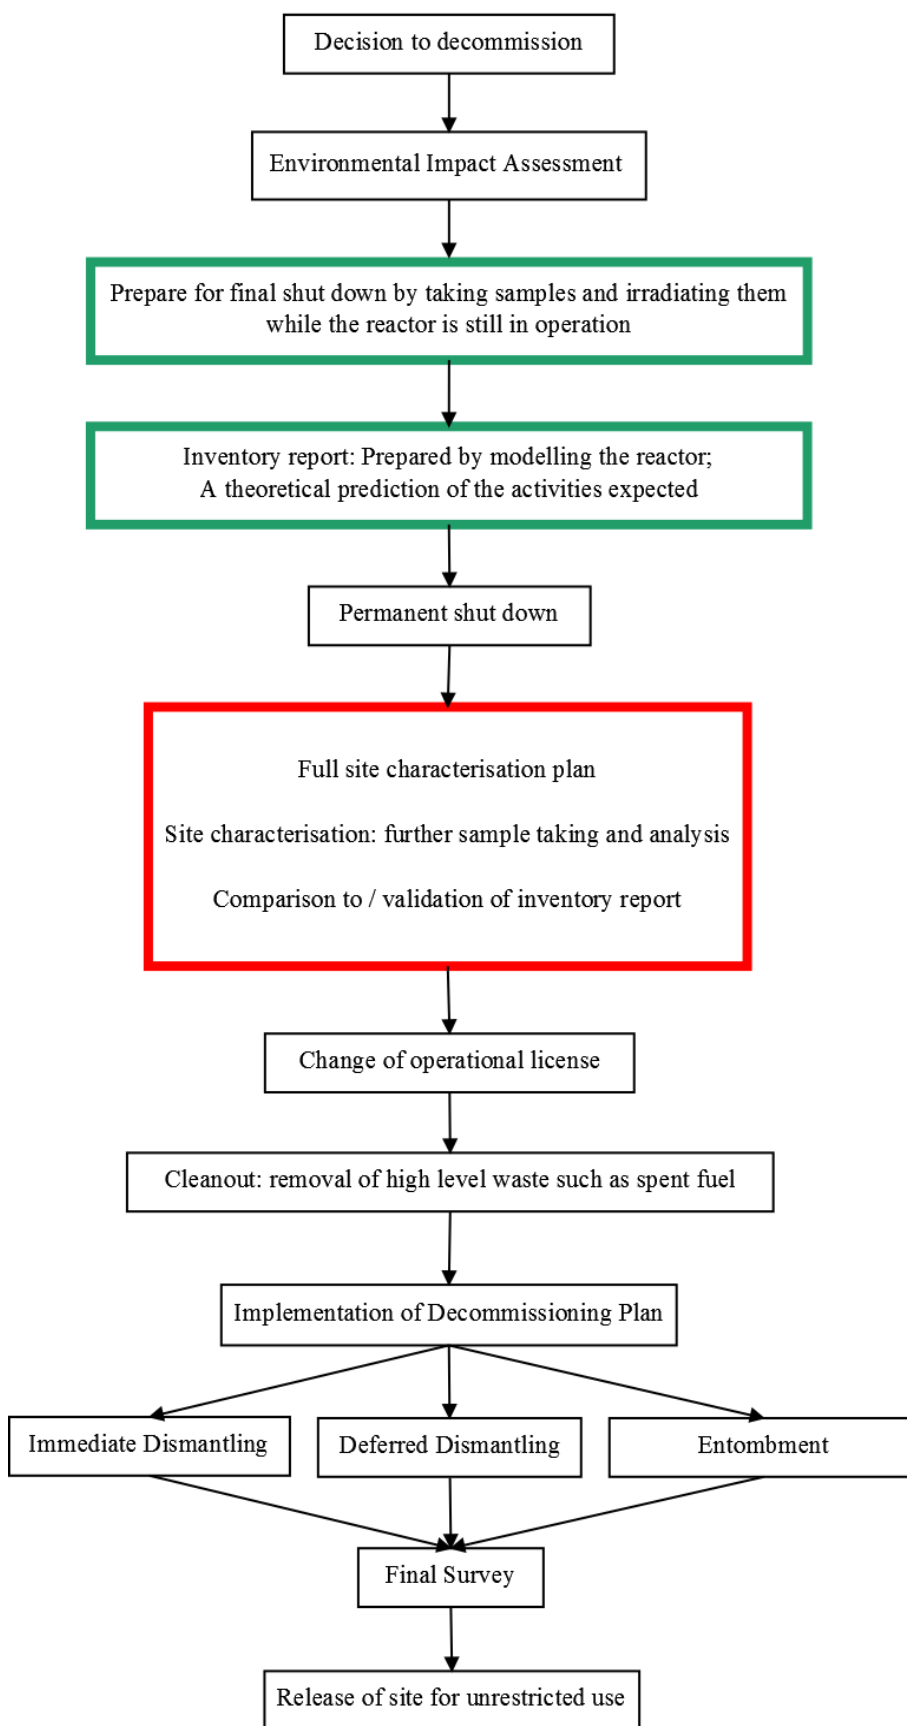 Decision to decommission
Environmental Impact Assessment
Prepare for final shut down by taking samples and irradiating them
while the reactor is still in operation
Inventory report: Prepared by modelling the reactor;
A theoretical prediction of the activities expected
Permanent shut down
Full site characterisation plan
Site characterisation: further sample taking and analysis
Comparison to / validation of inventory report
Change of operational license
Cleanout: removal of high level waste such as spent fuel
Implementation of Decommissioning Plan
Immediate Dismantling
Deferred Dismantling
Entombment
Final Survey
Release of site for unrestricted use